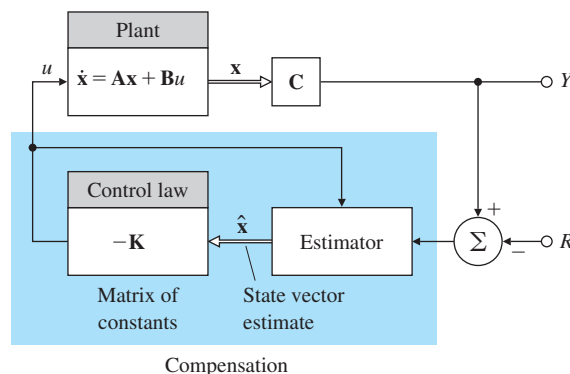 Plant
u
ẋ = Ax + Bu
x
C
Y
Control law
−K
x̂
Estimator
+
Σ
−
R
Matrix of
constants
State vector
estimate
Compensation